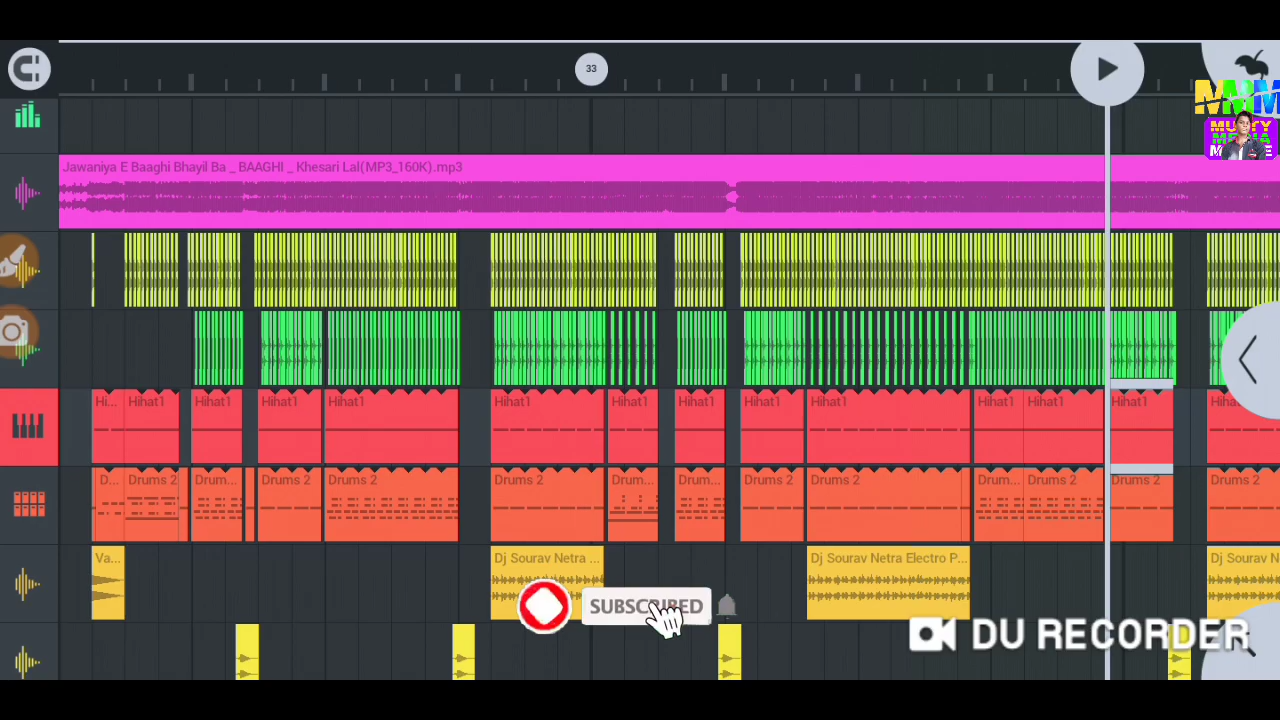 33
MMM
MUSTY
MEDIA
Jawaniya E Baaghi Bhayil Ba _ BAAGHI _ Khesari Lal(MP3_160K).mp3
Hi... Hihat1 Hihat1 Hihat1 Hihat1 Hihat1 Hihat1 Hihat1 Hihat1 Hihat1 Hihat1 Hihat1
D... Drums 2 Drum... Drums 2 Drums 2 Drums 2 Drum... Drum... Drums 2 Drums 2 Drum... Drums 2 Drums 2 Drums 2
Va... Dj Sourav Netra ... Dj Sourav Netra Electro P... Dj Sourav N
SUBSCRIBED
DU RECORDER